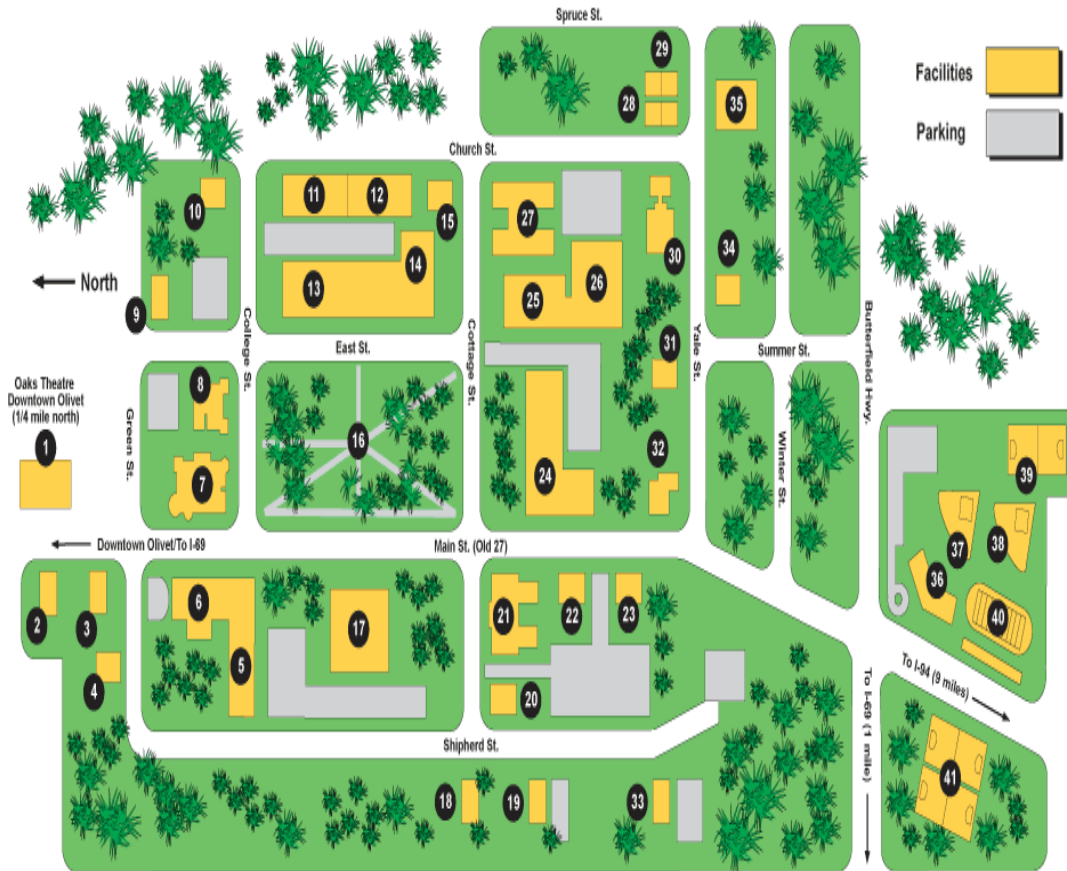 Spruce St.
29
28
35
Facilities
Parking
Church St.
10
11
12
15
27
30
34
North
14
13
26
25
9
College St.
Cottage St.
Yale St.
Butterfield Hwy.
East St.
Summer St.
31
Oaks Theatre
Downtown Olivet
(1/4 mile north)
1
Green St.
8
7
16
24
32
Winter St.
39
37
38
36
40
Downtown Olivet/To I-69
Main St. (Old 27)
2
3
4
6
5
17
21
22
23
20
To I-94 (9 miles)
To I-69 (1 mile)
Shipherd St.
18
19
33
41